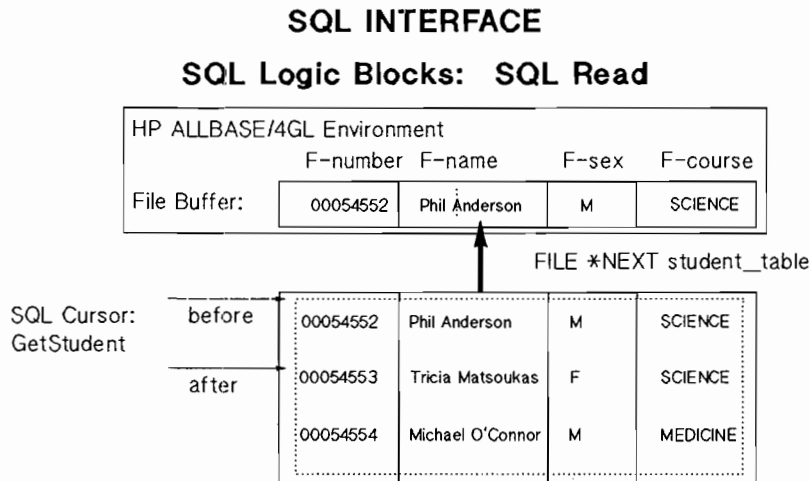 SQL INTERFACE
SQL Logic Blocks: SQL Read
HP ALLBASE/4GL Environment
F-number F-name F-sex F-course
File Buffer: 00054552 Phil Anderson M SCIENCE
FILE *NEXT student_table
SQL Cursor: before 00054552 Phil Anderson M SCIENCE
GetStudent
after 00054553 Tricia Matsoukas F SCIENCE
00054554 Michael O'Connor M MEDICINE